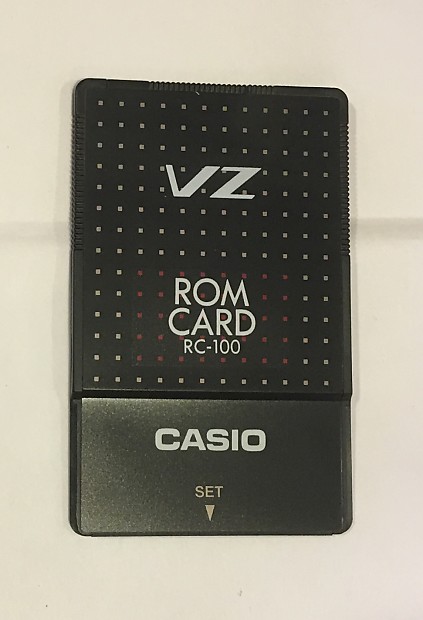 VZ
ROM
CARD
RC-100
CASIO
SET